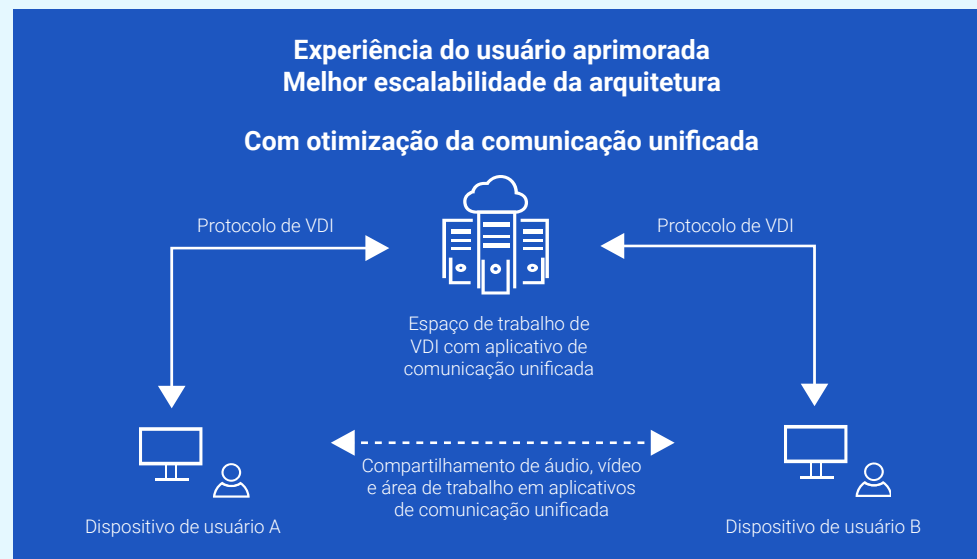 Experiência do usuário aprimorada
Melhor escalabilidade da arquitetura
Com otimização da comunicação unificada
Protocolo de VDI
Protocolo de VDI
Espaço de trabalho de
VDI com aplicativo de
comunicação unificada
Compartilhamento de áudio, vídeo
e área de trabalho em aplicativos
de comunicação unificada
Dispositivo de usuário A
Dispositivo de usuário B